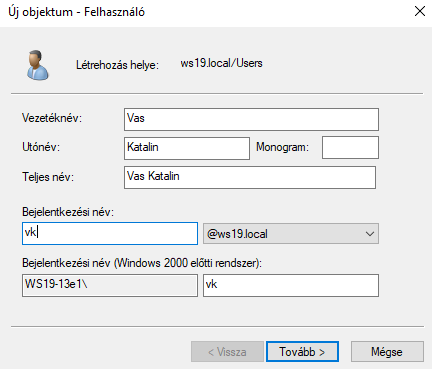 Új objektum - Felhasználó
Létrehozás helye: ws19.local/Users
Vezetéknév: Vas
Utónév: Katalin Monogram:
Teljes név: Vas Katalin
Bejelentkezési név:
vk @ws19.local
Bejelentkezési név (Windows 2000 előtti rendszer):
WS19-13e1\ vk
< Vissza Tovább > Mégse